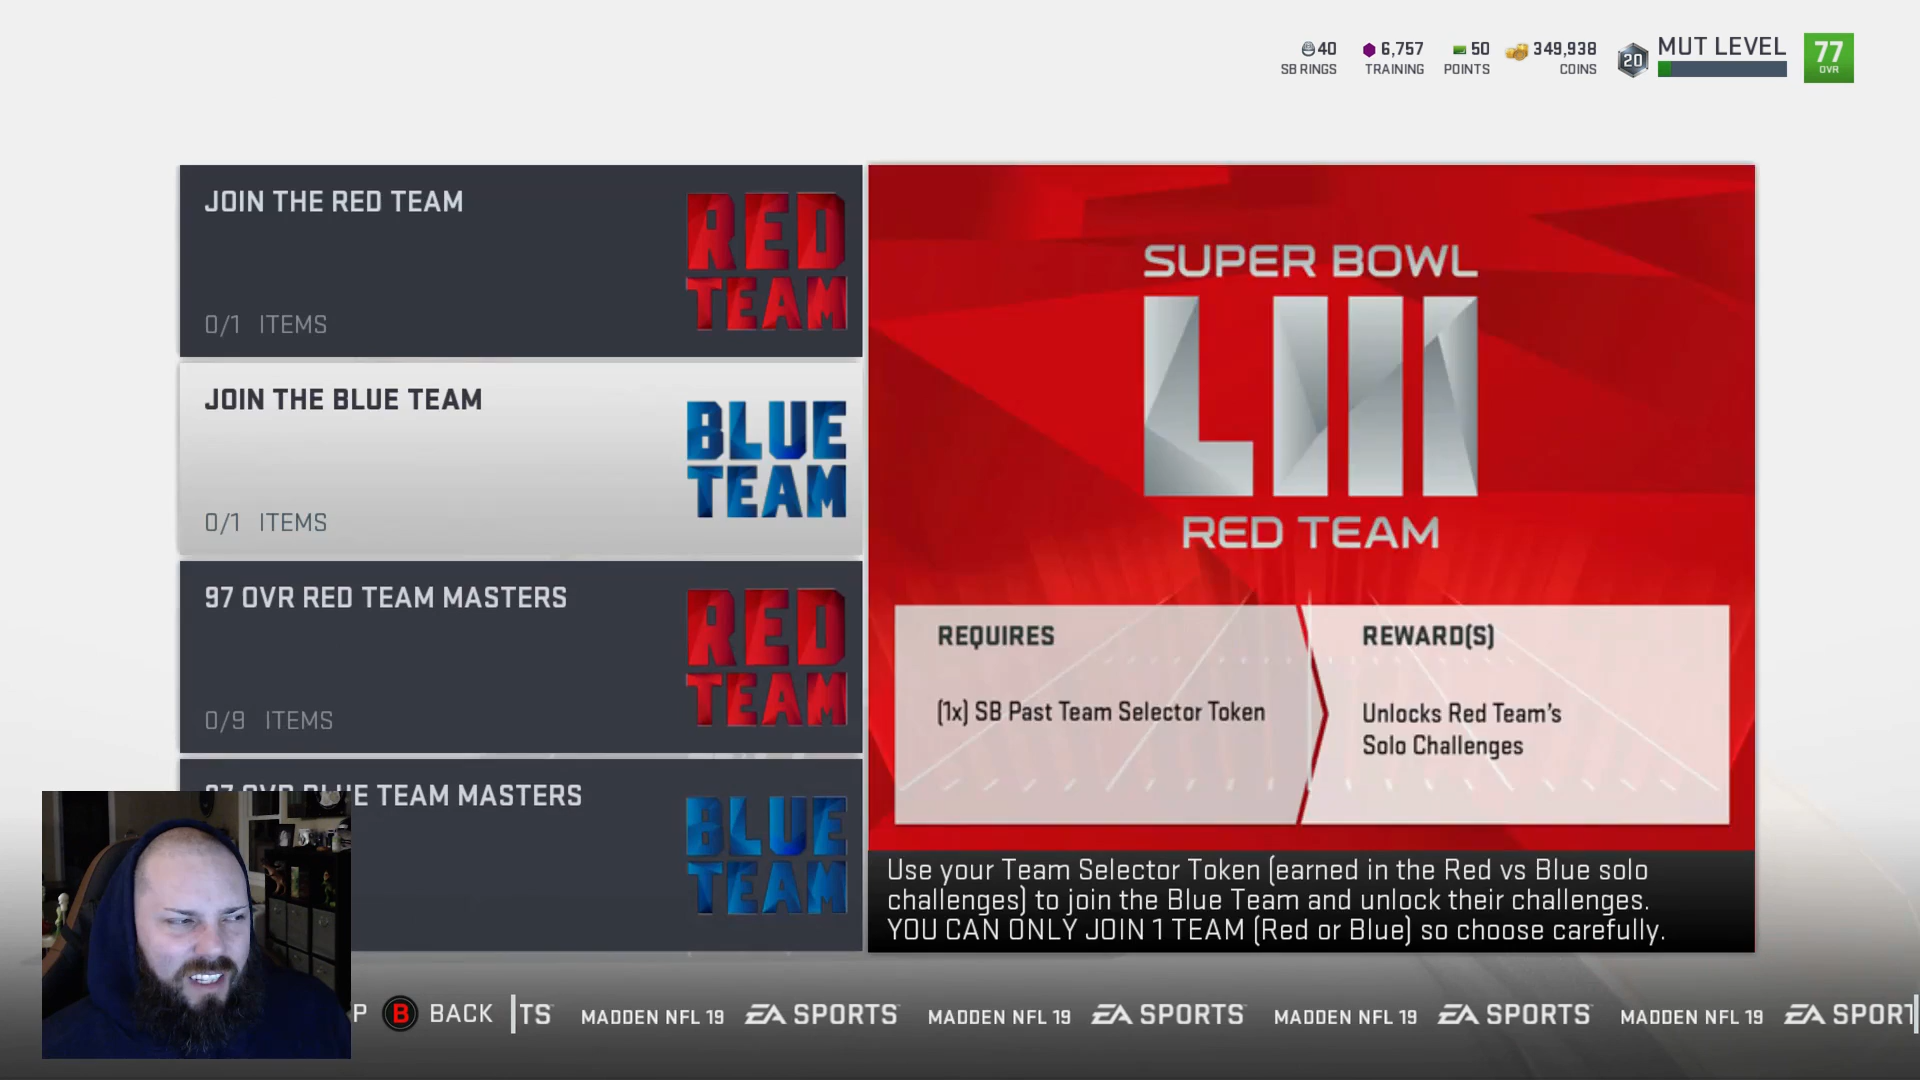 40 6,757 50 349,938 MUT LEVEL 77
SB RINGS TRAINING POINTS COINS 20 OVR
JOIN THE RED TEAM
RED
TEAM
0/1 ITEMS
JOIN THE BLUE TEAM
BLUE
TEAM
0/1 ITEMS
97 OVR RED TEAM MASTERS
RED
TEAM
0/9 ITEMS
TEAM MASTERS
BLUE
TEAM
SUPER BOWL
LIII
RED TEAM
REQUIRES
(1x) SB Past Team Selector Token
REWARD(S)
Unlocks Red Team's
Solo Challenges
Use your Team Selector Token (earned in the Red vs Blue solo
challenges) to join the Blue Team and unlock their challenges.
YOU CAN ONLY JOIN 1 TEAM (Red or Blue) so choose carefully.
P B BACK TS MADDEN NFL 19 EA SPORTS MADDEN NFL 19 EA SPORTS MADDEN NFL 19 EA SPORTS MADDEN NFL 19 EA SPORT